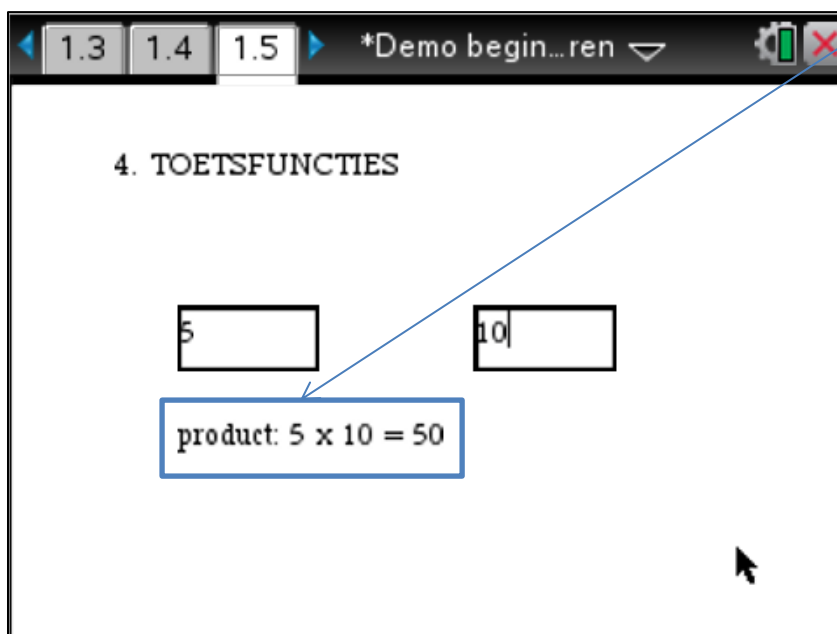 1.3 1.4 1.5 *Demo begin...ren
4. TOETSFUNCTIES
5 10
product: 5 x 10 = 50